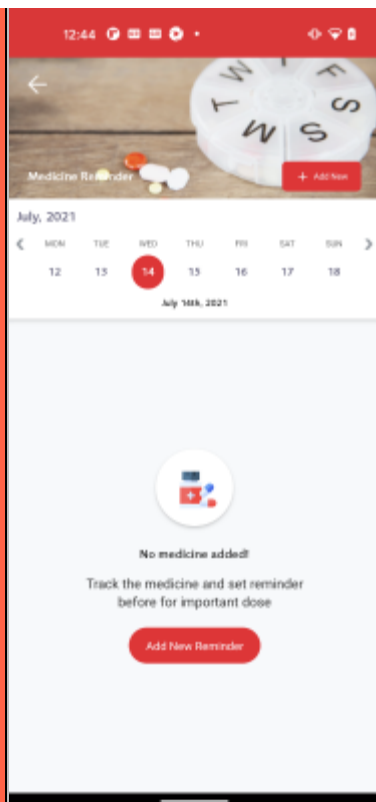 12:44
W F
T S
W S
Medicine Reminder
+ Add New
July, 2021
< MON TUE WED THU FRI SAT SUN >
12 13 14 15 16 17 18
July 14th, 2021
No medicine added!
Track the medicine and set reminder
before for important dose
Add New Reminder